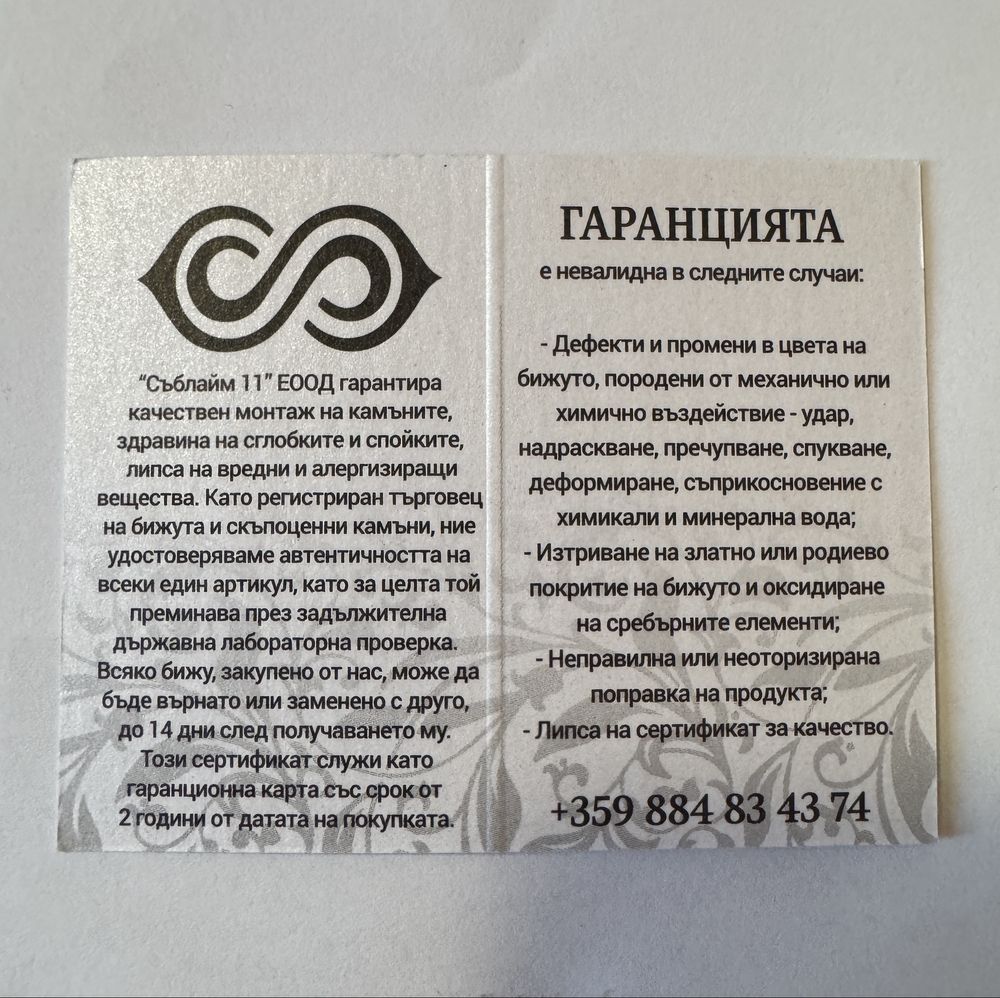 “Съблайм 11” ЕООД гарантира
качествен монтаж на камъните,
здравина на сглобките и спойките,
липса на вредни и алергизиращи
вещества. Като регистриран търговец
на бижута и скъпоценни камъни, ние
удостоверяваме автентичността на
всеки един артикул, като за целта той
преминава през задължителна
държавна лабораторна проверка.
Всяко бижу, закупено от нас, може да
бъде върнато или заменено с друго,
до 14 дни след получаването му.
Този сертификат служи като
гаранционна карта със срок от
2 години от датата на покупката.
ГАРАНЦИЯТА
е невалидна в следните случаи:
- Дефекти и промени в цвета на
бижуто, породени от механично или
химично въздействие - удар,
надраскване, пречупване, спукване,
деформиране, съприкосновение с
химикали и минерална вода;
- Изтриване на златно или родиево
покритие на бижуто и оксидиране
на сребърните елементи;
- Неправилна или неоторизирана
поправка на продукта;
- Липса на сертификат за качество.
+359 884 83 43 74